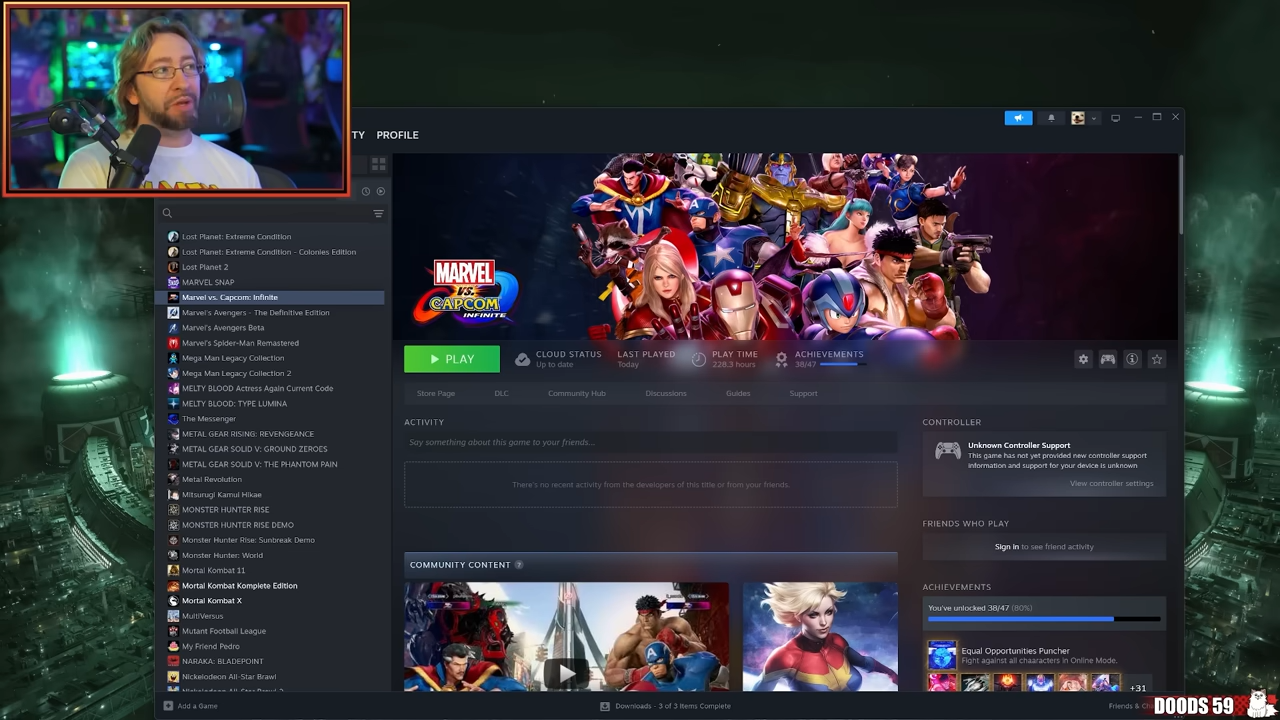 TY PROFILE
Lost Planet: Extreme Condition
Lost Planet: Extreme Condition - Colonies Edition
Lost Planet 2
MARVEL SNAP
Marvel vs. Capcom: Infinite
Marvel's Avengers - The Definitive Edition
Marvel's Avengers Beta
Marvel's Spider-Man Remastered
Mega Man Legacy Collection
Mega Man Legacy Collection 2
MELTY BLOOD Actress Again Current Code
MELTY BLOOD: TYPE LUMINA
The Messenger
METAL GEAR RISING: REVENGEANCE
METAL GEAR SOLID V: GROUND ZEROES
METAL GEAR SOLID V: THE PHANTOM PAIN
Metal Revolution
Mitsurugi Kamui Hikae
MONSTER HUNTER RISE
MONSTER HUNTER RISE DEMO
Monster Hunter Rise: Sunbreak Demo
Monster Hunter: World
Mortal Kombat 11
Mortal Kombat Komplete Edition
Mortal Kombat X
MultiVersus
Mutant Football League
My Friend Pedro
NARAKA: BLADEPOINT
Nickelodeon All-Star Brawl
Nickelodeon All-Star Brawl 2
Add a Game
MARVEL
VS.
CAPCOM
INFINITE
PLAY
CLOUD STATUS
Up to date
LAST PLAYED
Today
PLAY TIME
228.3 hours
ACHIEVEMENTS
38/47
Store Page DLC Community Hub Discussions Guides Support
ACTIVITY
Say something about this game to your friends...
There's no recent activity from the developers of this title or from your friends.
COMMUNITY CONTENT ?
CONTROLLER
Unknown Controller Support
This game has not yet provided new controller support
information and support for your device is unknown
View controller settings
FRIENDS WHO PLAY
Sign in to see friend activity
ACHIEVEMENTS
You've unlocked 38/47 (80%)
Equal Opportunities Puncher
Fight against all chaaracters in Online Mode.
+31
Downloads - 3 of 3 Items Complete
Friends & Ch
DOODS 59